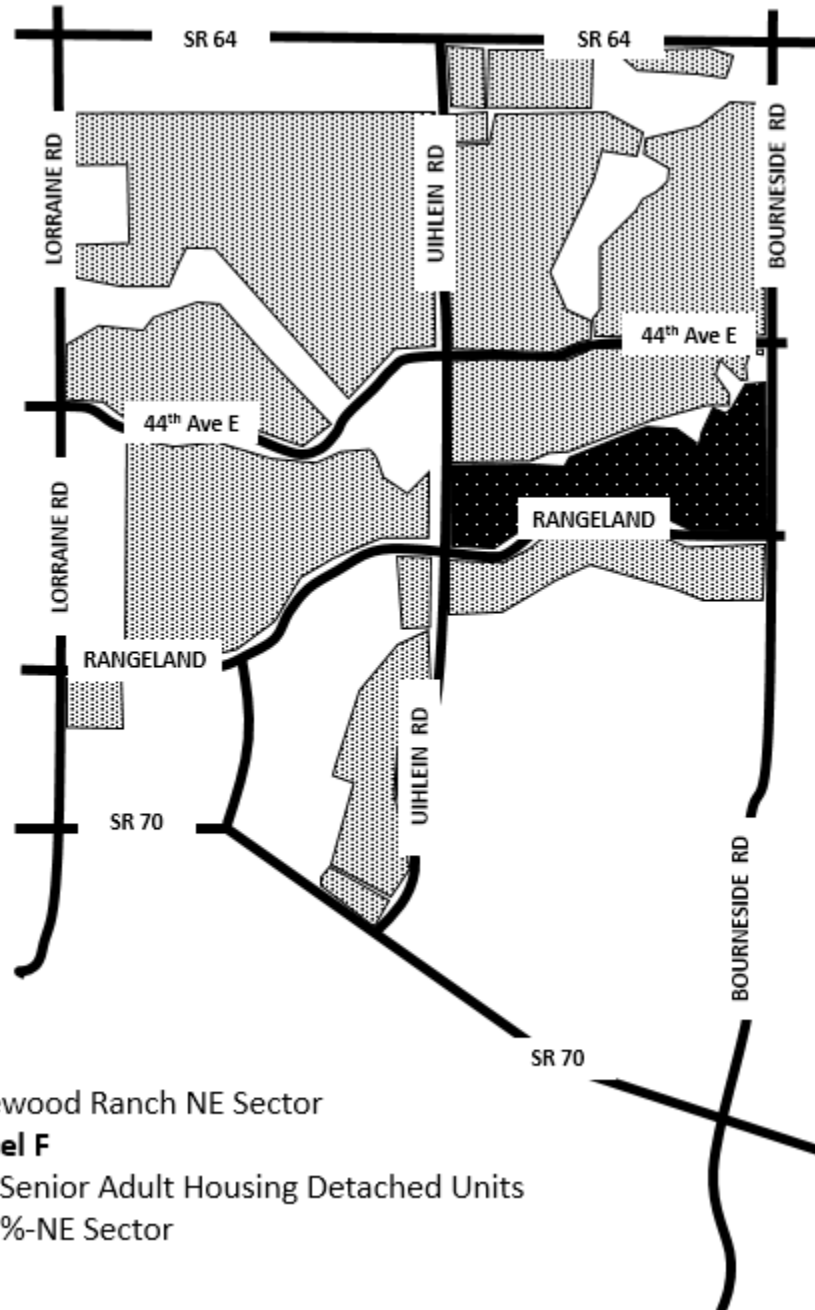 SR 64
SR 64
LORRAINE RD
UIHLEIN RD
BOURNESIDE RD
44th Ave E
44th Ave E
LORRAINE RD
RANGELAND
RANGELAND
UIHLEIN RD
SR 70
BOURNESIDE RD
SR 70
ewood Ranch NE Sector
el F
Senior Adult Housing Detached Units
%-NE Sector